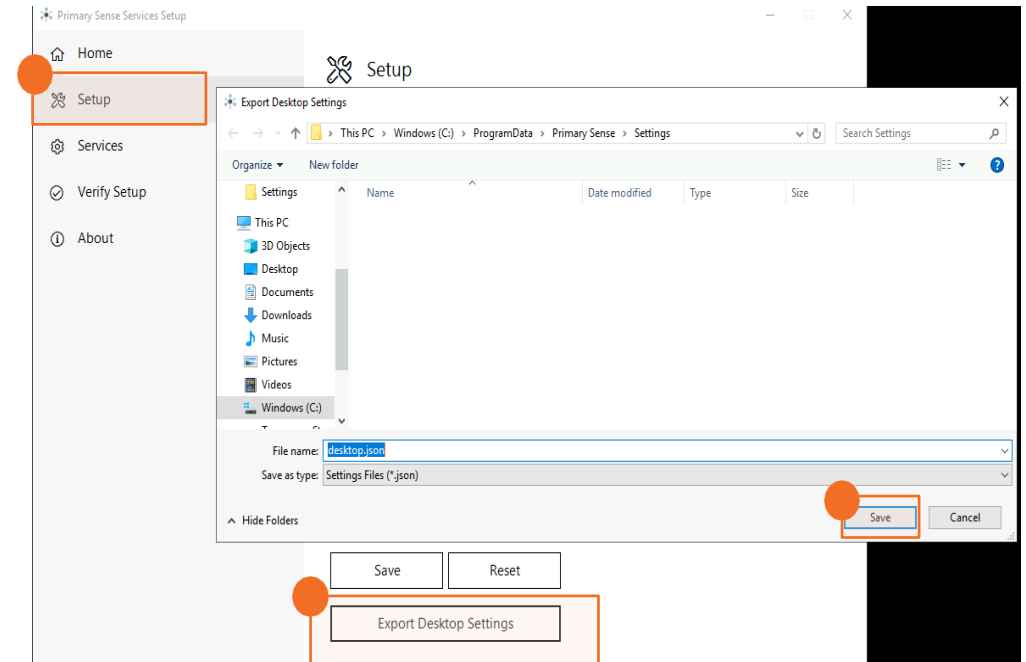 Primary Sense Services Setup
Home
Setup
Setup
Export Desktop Settings
This PC > Windows (C:) > ProgramData > Primary Sense > Settings
Search Settings
Services
Organize
New folder
Verify Setup
Settings
Name
Date modified
Type
Size
This PC
About
3D Objects
Desktop
Documents
Downloads
Music
Pictures
Videos
Windows (C:)
File name:
desktop.json
Save as type:
Settings Files (*.json)
Hide Folders
Save
Cancel
Save
Reset
Export Desktop Settings